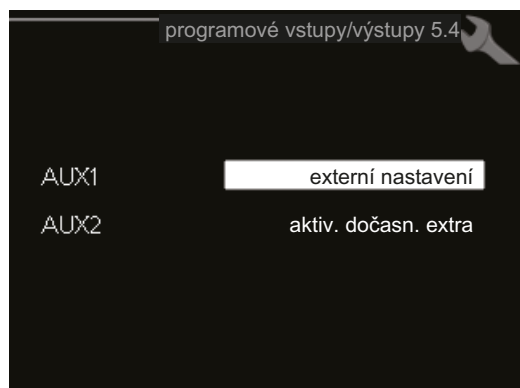 programové vstupy/výstupy 5.4
AUX1 externí nastavení
AUX2 aktiv. dočasn. extra